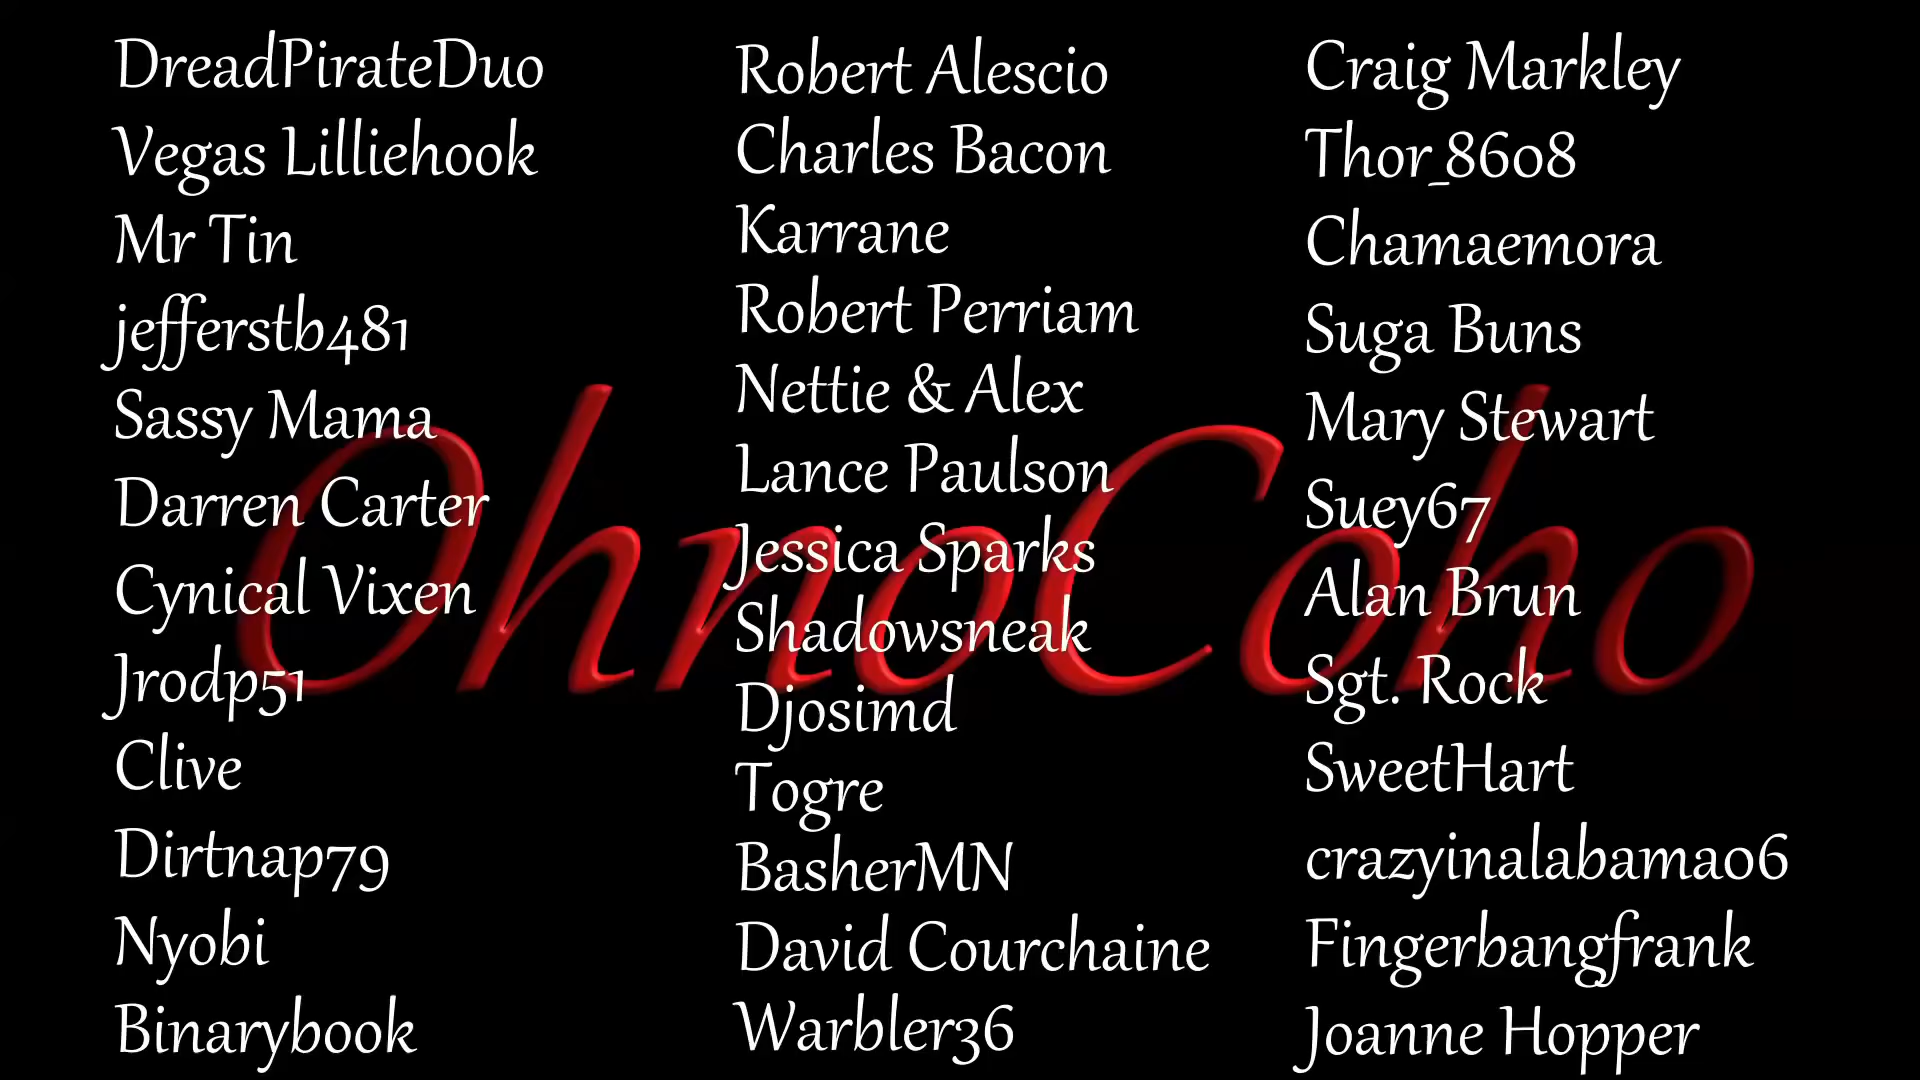 DreadPirateDuo
Vegas Lilliehook
Mr Tin
jefferstb481
Sassy Mama
Darren Carter
Cynical Vixen
Jrodp51
Clive
Dirtnap79
Nyobi
Binarybook
Robert Alescio
Charles Bacon
Karrane
Robert Perriam
Nettie & Alex
Lance Paulson
Jessica Sparks
Shadowsneak
Djosimd
Togre
BasherMN
David Courchaine
Warbler36
Craig Markley
Thor_8608
Chamaemora
Suga Buns
Mary Stewart
Suey67
Alan Brun
Sgt. Rock
SweetHart
crazyinalabama06
Fingerbangfrank
Joanne Hopper
OhnoCoho